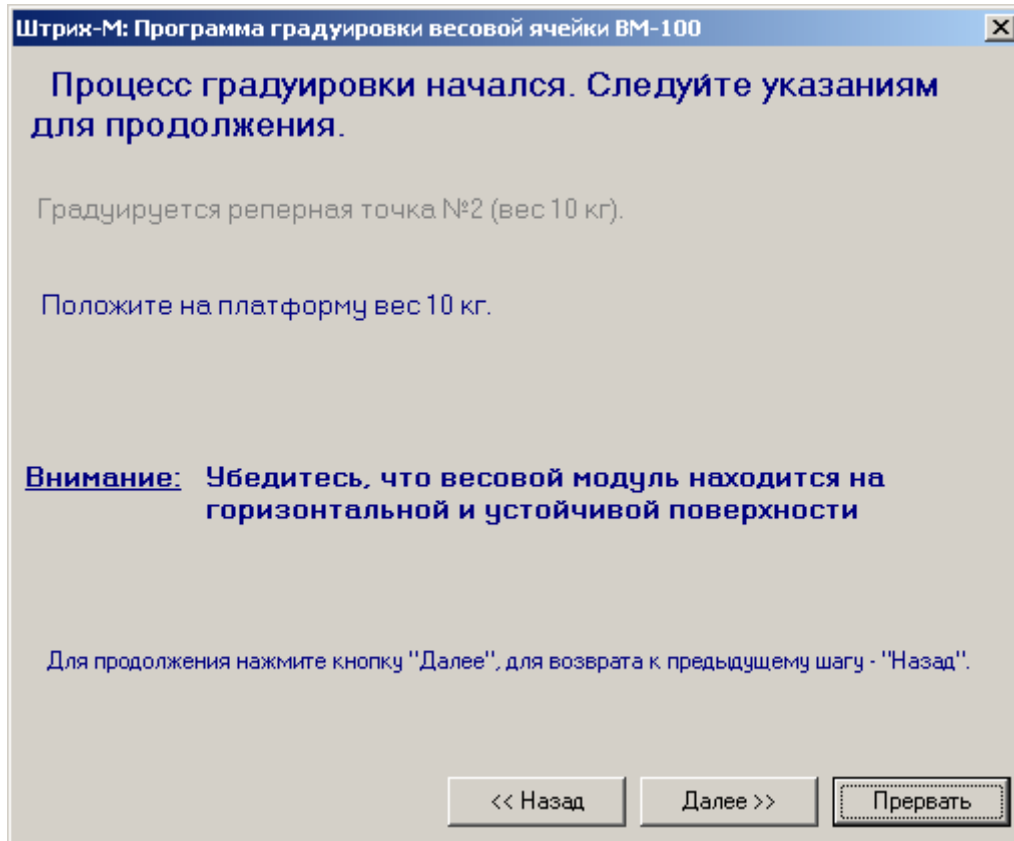 Штрих-М: Программа градуировки весовой ячейки ВМ-100
Процесс градуировки начался. Следуйте указаниям
для продолжения.
Градуируется реперная точка №2 (вес 10 кг).
Положите на платформу вес 10 кг.
Внимание: Убедитесь, что весовой модуль находится на
горизонтальной и устойчивой поверхности
Для продолжения нажмите кнопку "Далее", для возврата к предыдущему шагу - "Назад".
<< Назад Далее >> Прервать